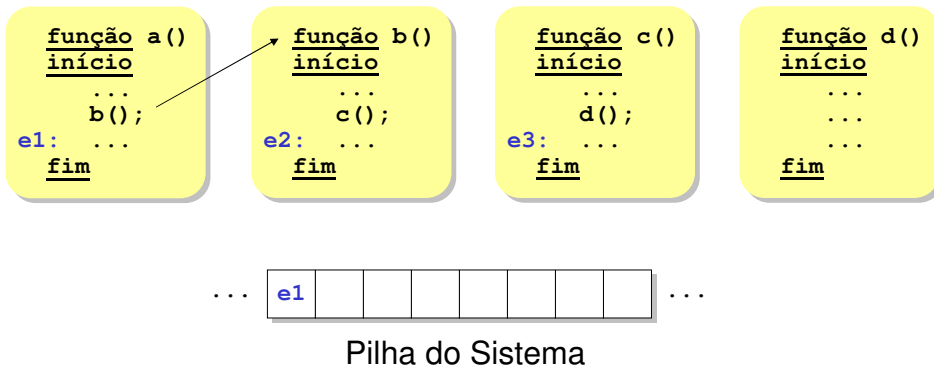 função a()
início
...
b();
e1: ...
fim
função b()
início
...
c();
e2: ...
fim
função c()
início
...
d();
e3: ...
fim
função d()
início
...
...
...
fim
... e1 ...
Pilha do Sistema